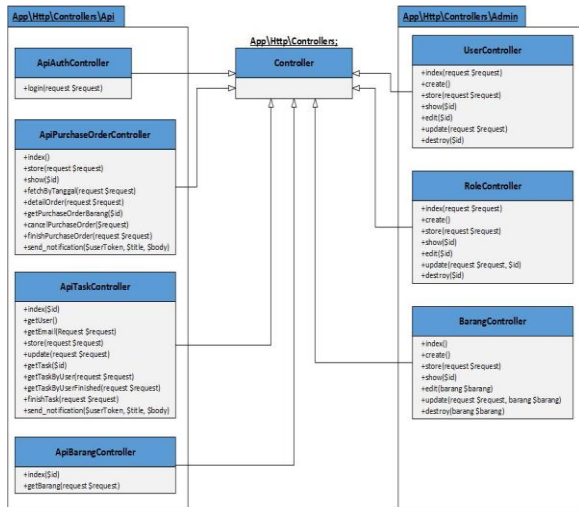 App\Http\Controllers\Api
ApiAuthController
+login(request $request)
ApiPurchaseOrderController
+index()
+store(request $request)
+show($id)
+fetchByTanggal(request $request)
+detailOrder(request $request)
+getPurchaseOrderBarang($id)
+cancelPurchaseOrder($request)
+finishPurchaseOrder(request $request)
+send_notification($userToken, $title, $body)
ApiTaskController
+index($id)
+getUser()
+getEmail(Request $request)
+store(request $request)
+update(request $request)
+getTask($id)
+getTaskByUser(request $request)
+getTaskByUserFinished(request $request)
+finishTask(request $request)
+send_notification($userToken, $title, $body)
ApiBarangController
+index($id)
+getBarang(request $request)
App\Http\Controllers;
Controller
App\Http\Controllers\Admin
UserController
+index(request $request)
+create()
+store(request $request)
+show($id)
+edit($id)
+update(request $request)
+destroy($id)
RoleController
+index(request $request)
+create()
+store(request $request)
+show($id)
+edit($id)
+update(request $request, $id)
+destroy($id)
BarangController
+index()
+create()
+store(request $request)
+show($id)
+edit(barang $barang)
+update(request $request, barang $barang)
+destroy(barang $barang)